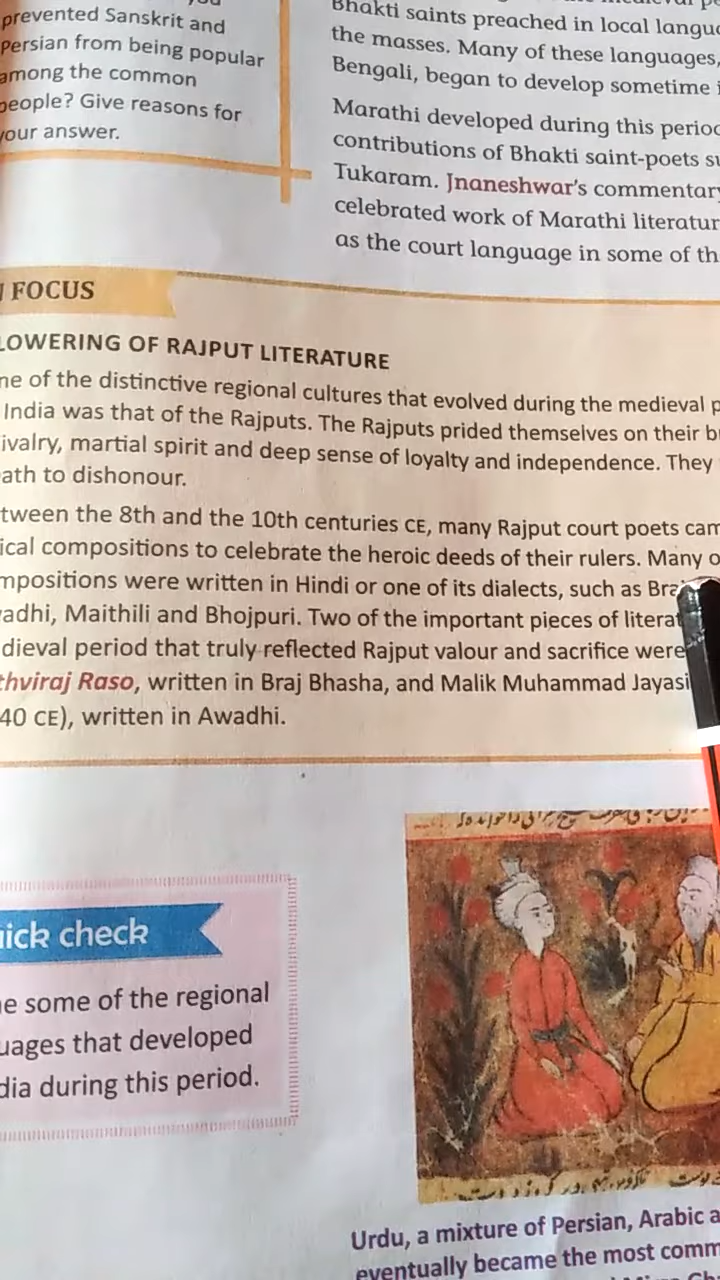 prevented Sanskrit and
Persian from being popular
among the common
people? Give reasons for
your answer.
Bhakti saints preached in local
the masses. Many of these languages,
Bengali, began to develop sometime
Marathi developed during this
contributions of Bhakti saint-poets
Tukaram. Jnaneshwar's commentary
celebrated work of Marathi
as the court language in some of
FOCUS
LOWERING OF RAJPUT LITERATURE
ne of the distinctive regional cultures that evolved during the medieval p
India was that of the Rajputs. The Rajputs prided themselves on their b
ivalry, martial spirit and deep sense of loyalty and independence. They
ath to dishonour.
tween the 8th and the 10th centuries CE, many Rajput court poets cam
ical compositions to celebrate the heroic deeds of their rulers. Many o
mpositions were written in Hindi or one of its dialects, such as Braj
adhi, Maithili and Bhojpuri. Two of the important pieces of literat
dieval period that truly reflected Rajput valour and sacrifice were
thviraj Raso, written in Braj Bhasha, and Malik Muhammad Jayasi
40 CE), written in Awadhi.
uick check
e some of the regional
uages that developed
dia during this period.
Urdu, a mixture of Persian, Arabic a
eventually became the most comm